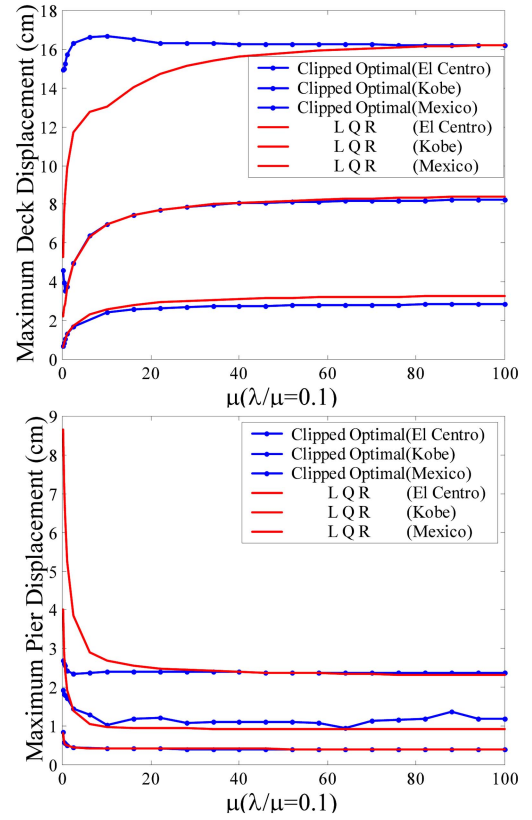 18
16
14
12
10
8
6
4
2
0
Maximum Deck Displacement (cm)
Clipped Optimal(El Centro)
Clipped Optimal(Kobe)
Clipped Optimal(Mexico)
L Q R (El Centro)
L Q R (Kobe)
L Q R (Mexico)
0 20 40 60 80 100
μ(λ/μ=0.1)
9
8
7
6
5
4
3
2
1
0
Maximum Pier Displacement (cm)
Clipped Optimal(El Centro)
Clipped Optimal(Kobe)
Clipped Optimal(Mexico)
L Q R (El Centro)
L Q R (Kobe)
L Q R (Mexico)
0 20 40 60 80 100
μ(λ/μ=0.1)